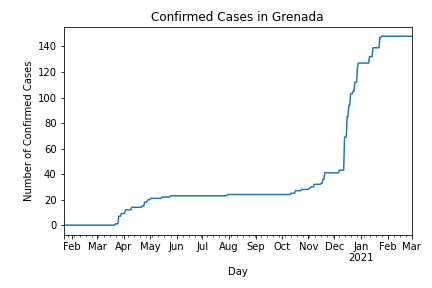 Confirmed Cases in Grenada
Number of Confirmed Cases
140
120
100
80
60
40
20
0
Feb Mar Apr May Jun Jul Aug Sep Oct Nov Dec Jan Feb Mar
2021
Day